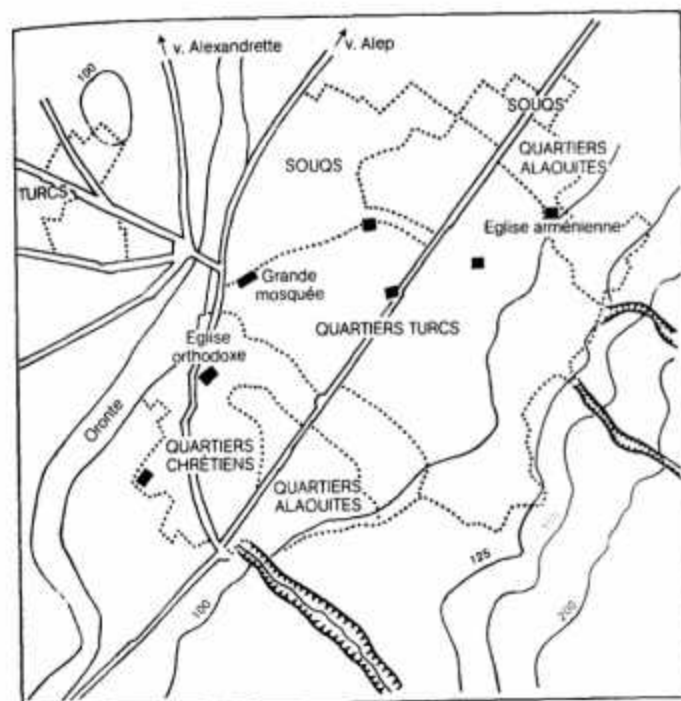 v. Alexandrette
v. Alep
100
TURCS
SOUQS
SOUQS
QUARTIERS
ALAOUITES
Eglise arménienne
Grande
mosquée
QUARTIERS TURCS
Eglise
orthodoxe
Oronte
QUARTIERS
CHRÉTIENS
QUARTIERS
ALAOUITES
125
100
200